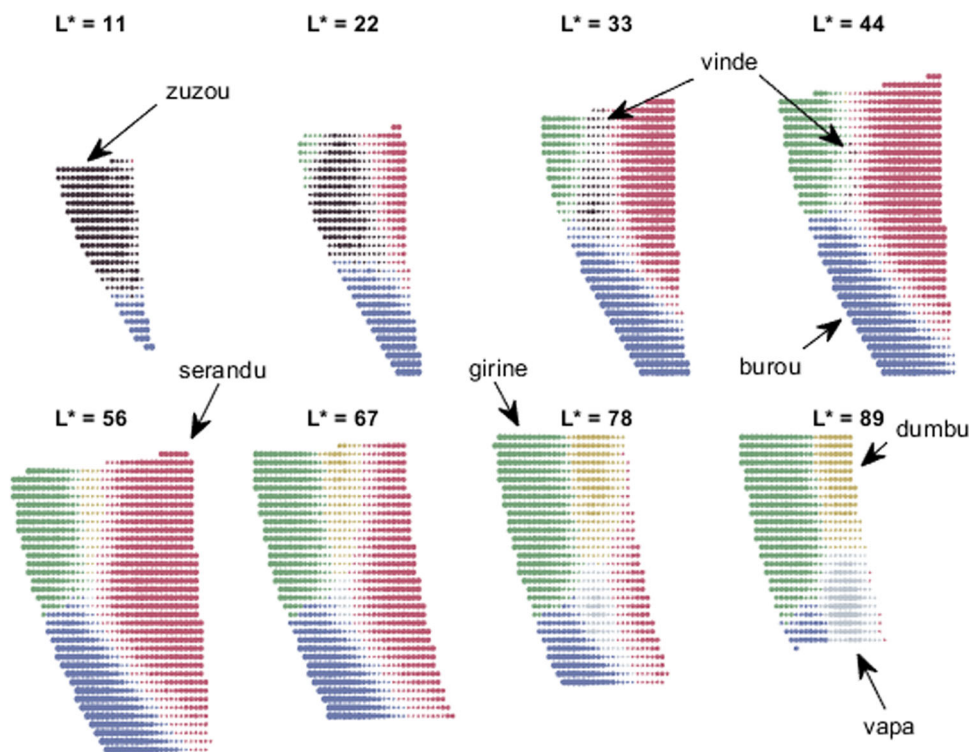 L* = 11
L* = 22
L* = 33
L* = 44
zuzou
vinde
burou
serandu
girine
L* = 56
L* = 67
L* = 78
L* = 89
dumbu
vapa